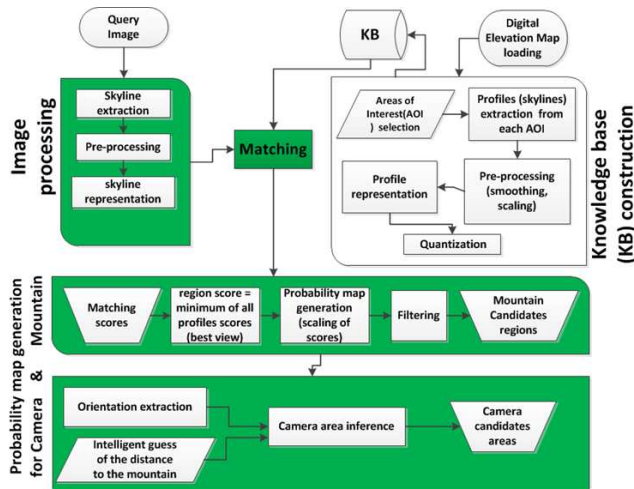 Query
Image
KB
Digital
Elevation Map
loading
Image
processing
Skyline
extraction
Pre-processing
skyline
representation
Matching
Areas of
Interest(AOI
) selection
Profiles (skylines)
extraction from
each AOI
Profile
representation
Pre-processing
(smoothing,
scaling)
Quantization
Knowledge base
(KB) construction
Probability map generation
for Camera & Mountain
Matching
scores
region score =
minimum of all
profiles scores
(best view)
Probability map
generation
(scaling of
scores)
Filtering
Mountain
Candidates
regions
Orientation extraction
Intelligent guess
of the distance
to the mountain
Camera area inference
Camera
candidates
areas